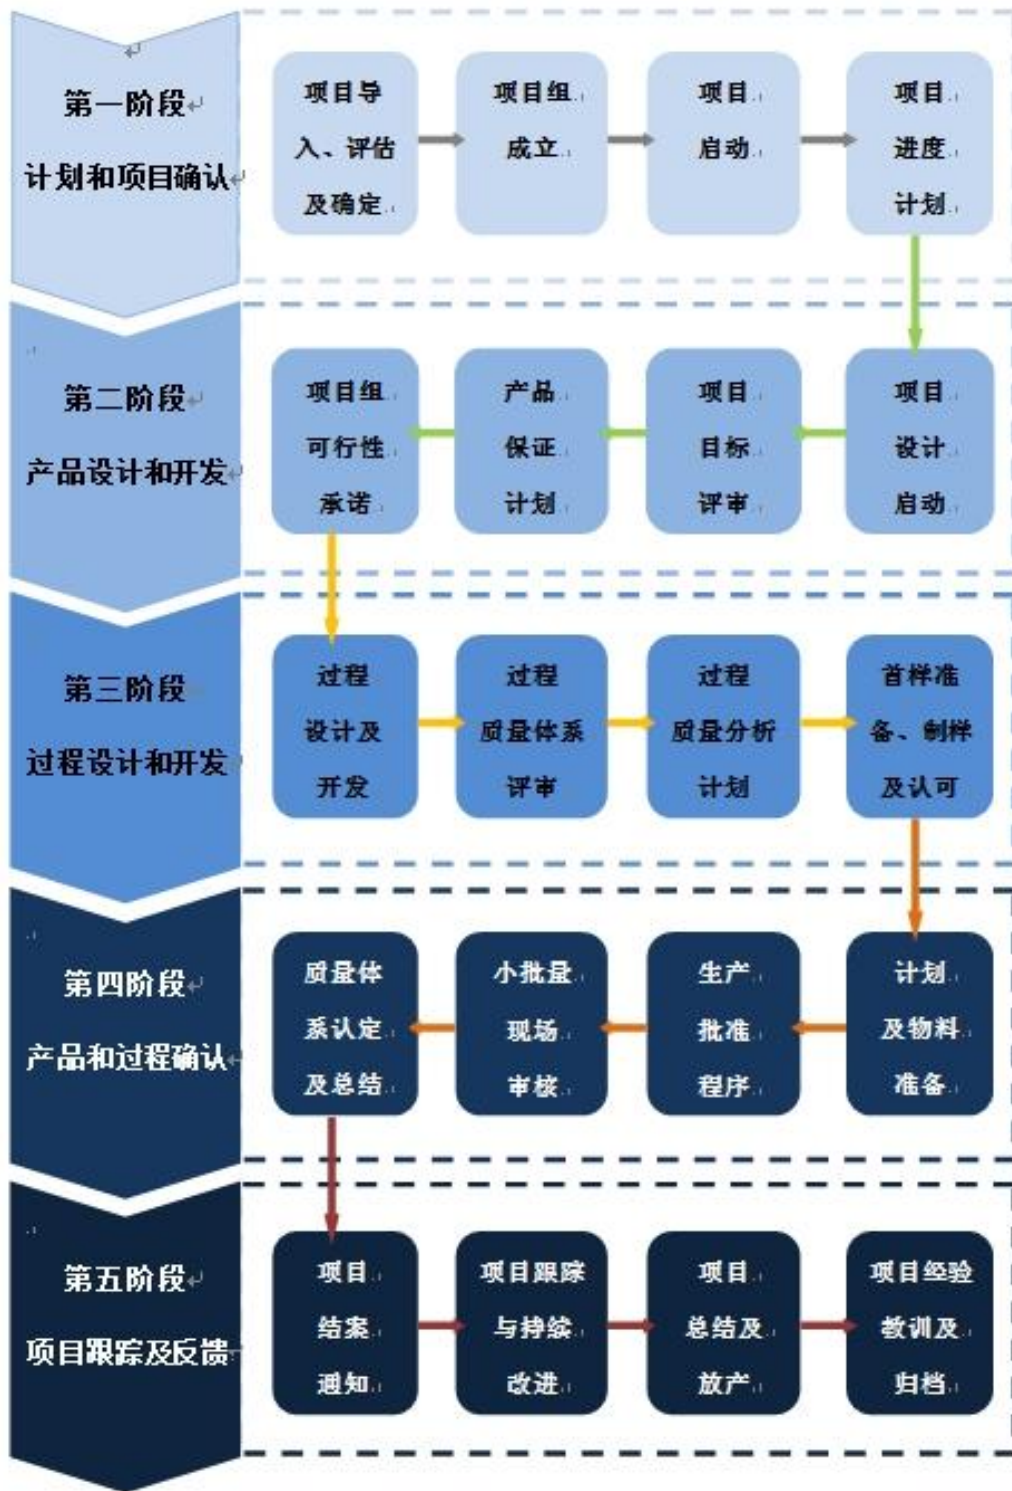 第一阶段
计划和项目确认
项目导
入、评估
及确定
项目组
成立
项目
启动
项目
进度
计划
第二阶段
产品设计和开发
项目组
可行性
承诺
产品
保证
计划
项目
目标
评审
项目
设计
启动
第三阶段
过程设计和开发
过程
设计及
开发
过程
质量体系
评审
过程
质量分析
计划
首样准
备、制样
及认可
第四阶段
产品和过程确认
质量体
系认定
及总结
小批量
现场
审核
生产
批准
程序
计划
及物料
准备
第五阶段
项目跟踪及反馈
项目
结案
通知
项目跟踪
与持续
改进
项目
总结及
放产
项目经验
教训及
归档